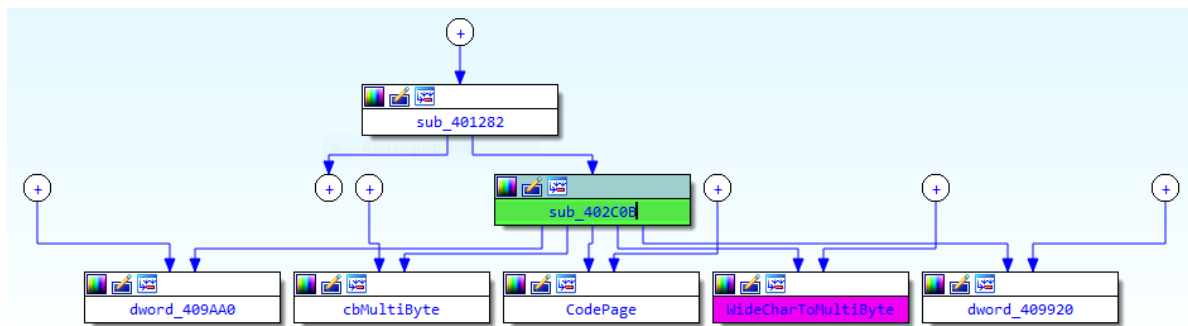 sub_401282
sub_402C0B
dword_409AA0
cbMultiByte
CodePage
WideCharToMultiByte
dword_409920